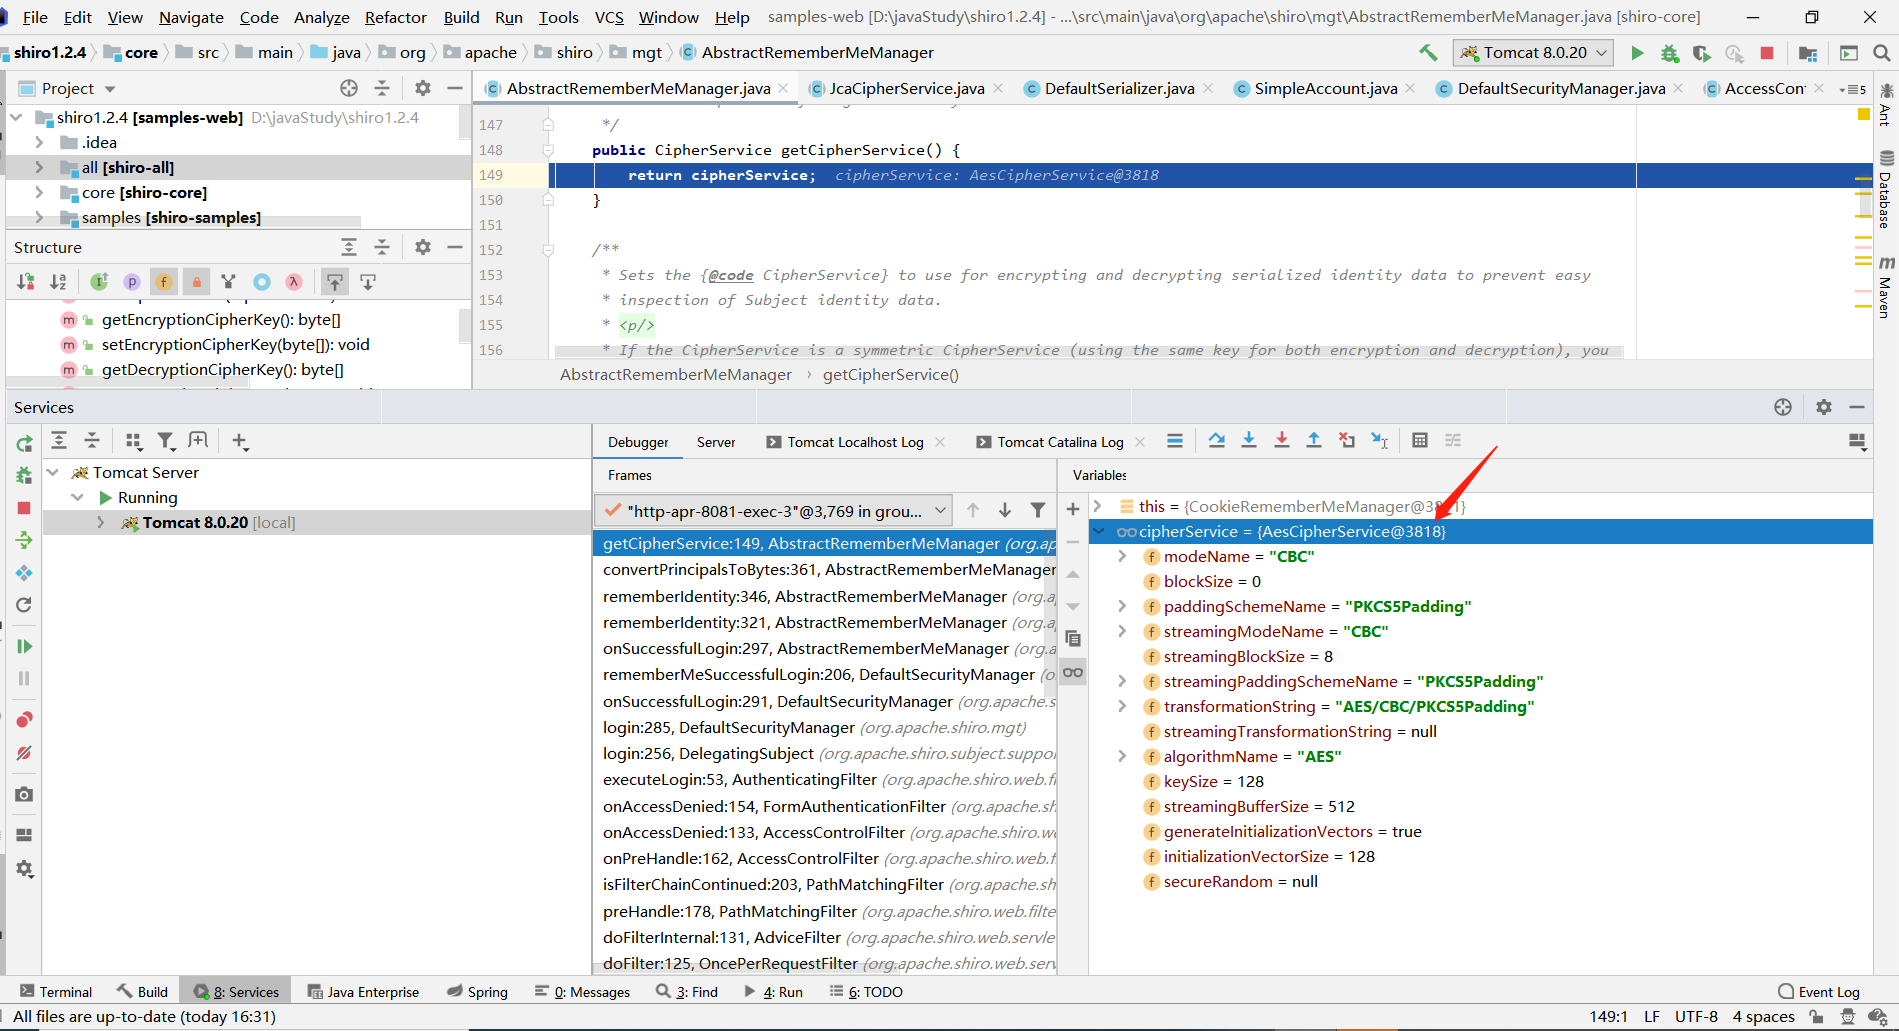 File Edit View Navigate Code Analyze Refactor Build Run Tools VCS Window Help samples-web [D:\javaStudy\shiro1.2.4] - ...\src\main\java\org\apache\shiro\mgt\AbstractRememberMeManager.java [shiro-core]
shiro1.2.4 core src main java org apache shiro mgt AbstractRememberMeManager Tomcat 8.0.20
Project
AbstractRememberMeManager.java JcaCipherService.java DefaultSerializer.java SimpleAccount.java DefaultSecurityManager.java AccessCon 5
shiro1.2.4 [samples-web] D:\javaStudy\shiro1.2.4
.idea
all [shiro-all]
core [shiro-core]
samples [shiro-samples]
147 */
148 public CipherService getCipherService() {
149 return cipherService; cipherService: AesCipherService@3818
150 }
151
152 /**
153 * Sets the {@code CipherService} to use for encrypting and decrypting serialized identity data to prevent easy
154 * inspection of Subject identity data.
155 * <p/>
156 * If the CipherService is a symmetric CipherService (using the same key for both encryption and decryption), you
AbstractRememberMeManager › getCipherService()
Ant
Database
Maven
Structure
getEncryptionCipherKey(): byte[]
setEncryptionCipherKey(byte[]): void
getDecryptionCipherKey(): byte[]
Services
Tomcat Server
Running
Tomcat 8.0.20 [local]
Debugger Server Tomcat Localhost Log Tomcat Catalina Log
Frames
"http-apr-8081-exec-3"@3,769 in grou...
getCipherService:149, AbstractRememberMeManager (org.ap
convertPrincipalsToBytes:361, AbstractRememberMeManager
rememberIdentity:346, AbstractRememberMeManager (org.a
rememberIdentity:321, AbstractRememberMeManager (org.a
onSuccessfulLogin:297, AbstractRememberMeManager (org.a
rememberMeSuccessfulLogin:206, DefaultSecurityManager (o
onSuccessfulLogin:291, DefaultSecurityManager (org.apache.s
login:285, DefaultSecurityManager (org.apache.shiro.mgt)
login:256, DelegatingSubject (org.apache.shiro.subject.suppor
executeLogin:53, AuthenticatingFilter (org.apache.shiro.web.fi
onAccessDenied:154, FormAuthenticationFilter (org.apache.sh
onAccessDenied:133, AccessControlFilter (org.apache.shiro.we
onPreHandle:162, AccessControlFilter (org.apache.shiro.web.f
isFilterChainContinued:203, PathMatchingFilter (org.apache.sh
preHandle:178, PathMatchingFilter (org.apache.shiro.web.filte
doFilterInternal:131, AdviceFilter (org.apache.shiro.web.servle
doFilter:125, OncePerRequestFilter (org.apache.shiro.web.serv
Variables
this = {CookieRememberMeManager@38 1}
cipherService = {AesCipherService@3818}
modeName = "CBC"
blockSize = 0
paddingSchemeName = "PKCS5Padding"
streamingModeName = "CBC"
streamingBlockSize = 8
streamingPaddingSchemeName = "PKCS5Padding"
transformationString = "AES/CBC/PKCS5Padding"
streamingTransformationString = null
algorithmName = "AES"
keySize = 128
streamingBufferSize = 512
generateInitializationVectors = true
initializationVectorSize = 128
secureRandom = null
Terminal Build 8: Services Java Enterprise Spring 0: Messages 3: Find 4: Run 6: TODO Event Log
All files are up-to-date (today 16:31) 149:1 LF UTF-8 4 spaces